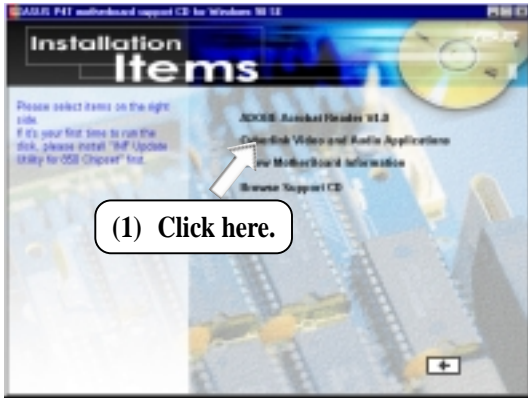 ASUS P4T motherboard support CD for Windows 98 SE
ASUS
Installation
Items
Please select items on the right
side.
If it's your first time to run the
disk, please install "INF Update
Utility for 850 Chipset" first.
ADOBE Acrobat Reader V4.0
Cyberlink Video and Audio Applications
View Motherboard Information
Browse Support CD
(1) Click here.